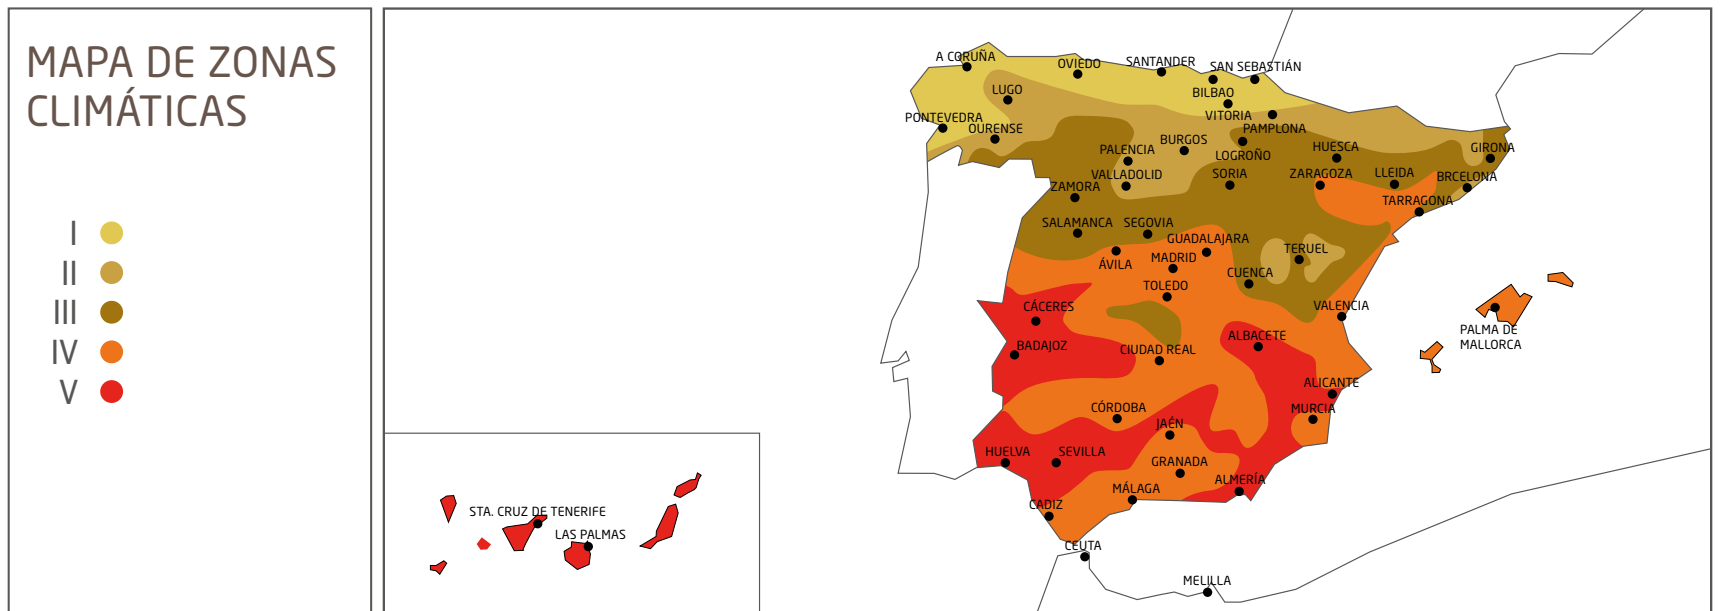 MAPA DE ZONAS
CLIMÁTICAS
I
II
III
IV
V
A CORUÑA
OVIEDO
SANTANDER
SAN SEBASTIÁN
LUGO
BILBAO
PONTEVEDRA
VITORIA
OURENSE
PAMPLONA
BURGOS
PALENCIA
LOGROÑO
HUESCA
GIRONA
VALLADOLID
SORIA
ZARAGOZA
LLEIDA
BRCELONA
ZAMORA
TARRAGONA
SALAMANCA
SEGOVIA
GUADALAJARA
TERUEL
ÁVILA
MADRID
CUENCA
TOLEDO
CÁCERES
VALENCIA
PALMA DE
MALLORCA
BADAJOZ
CIUDAD REAL
ALBACETE
ALICANTE
CÓRDOBA
MURCIA
JAÉN
HUELVA
SEVILLA
GRANADA
ALMERÍA
MÁLAGA
CADIZ
STA. CRUZ DE TENERIFE
LAS PALMAS
CEUTA
MELILLA